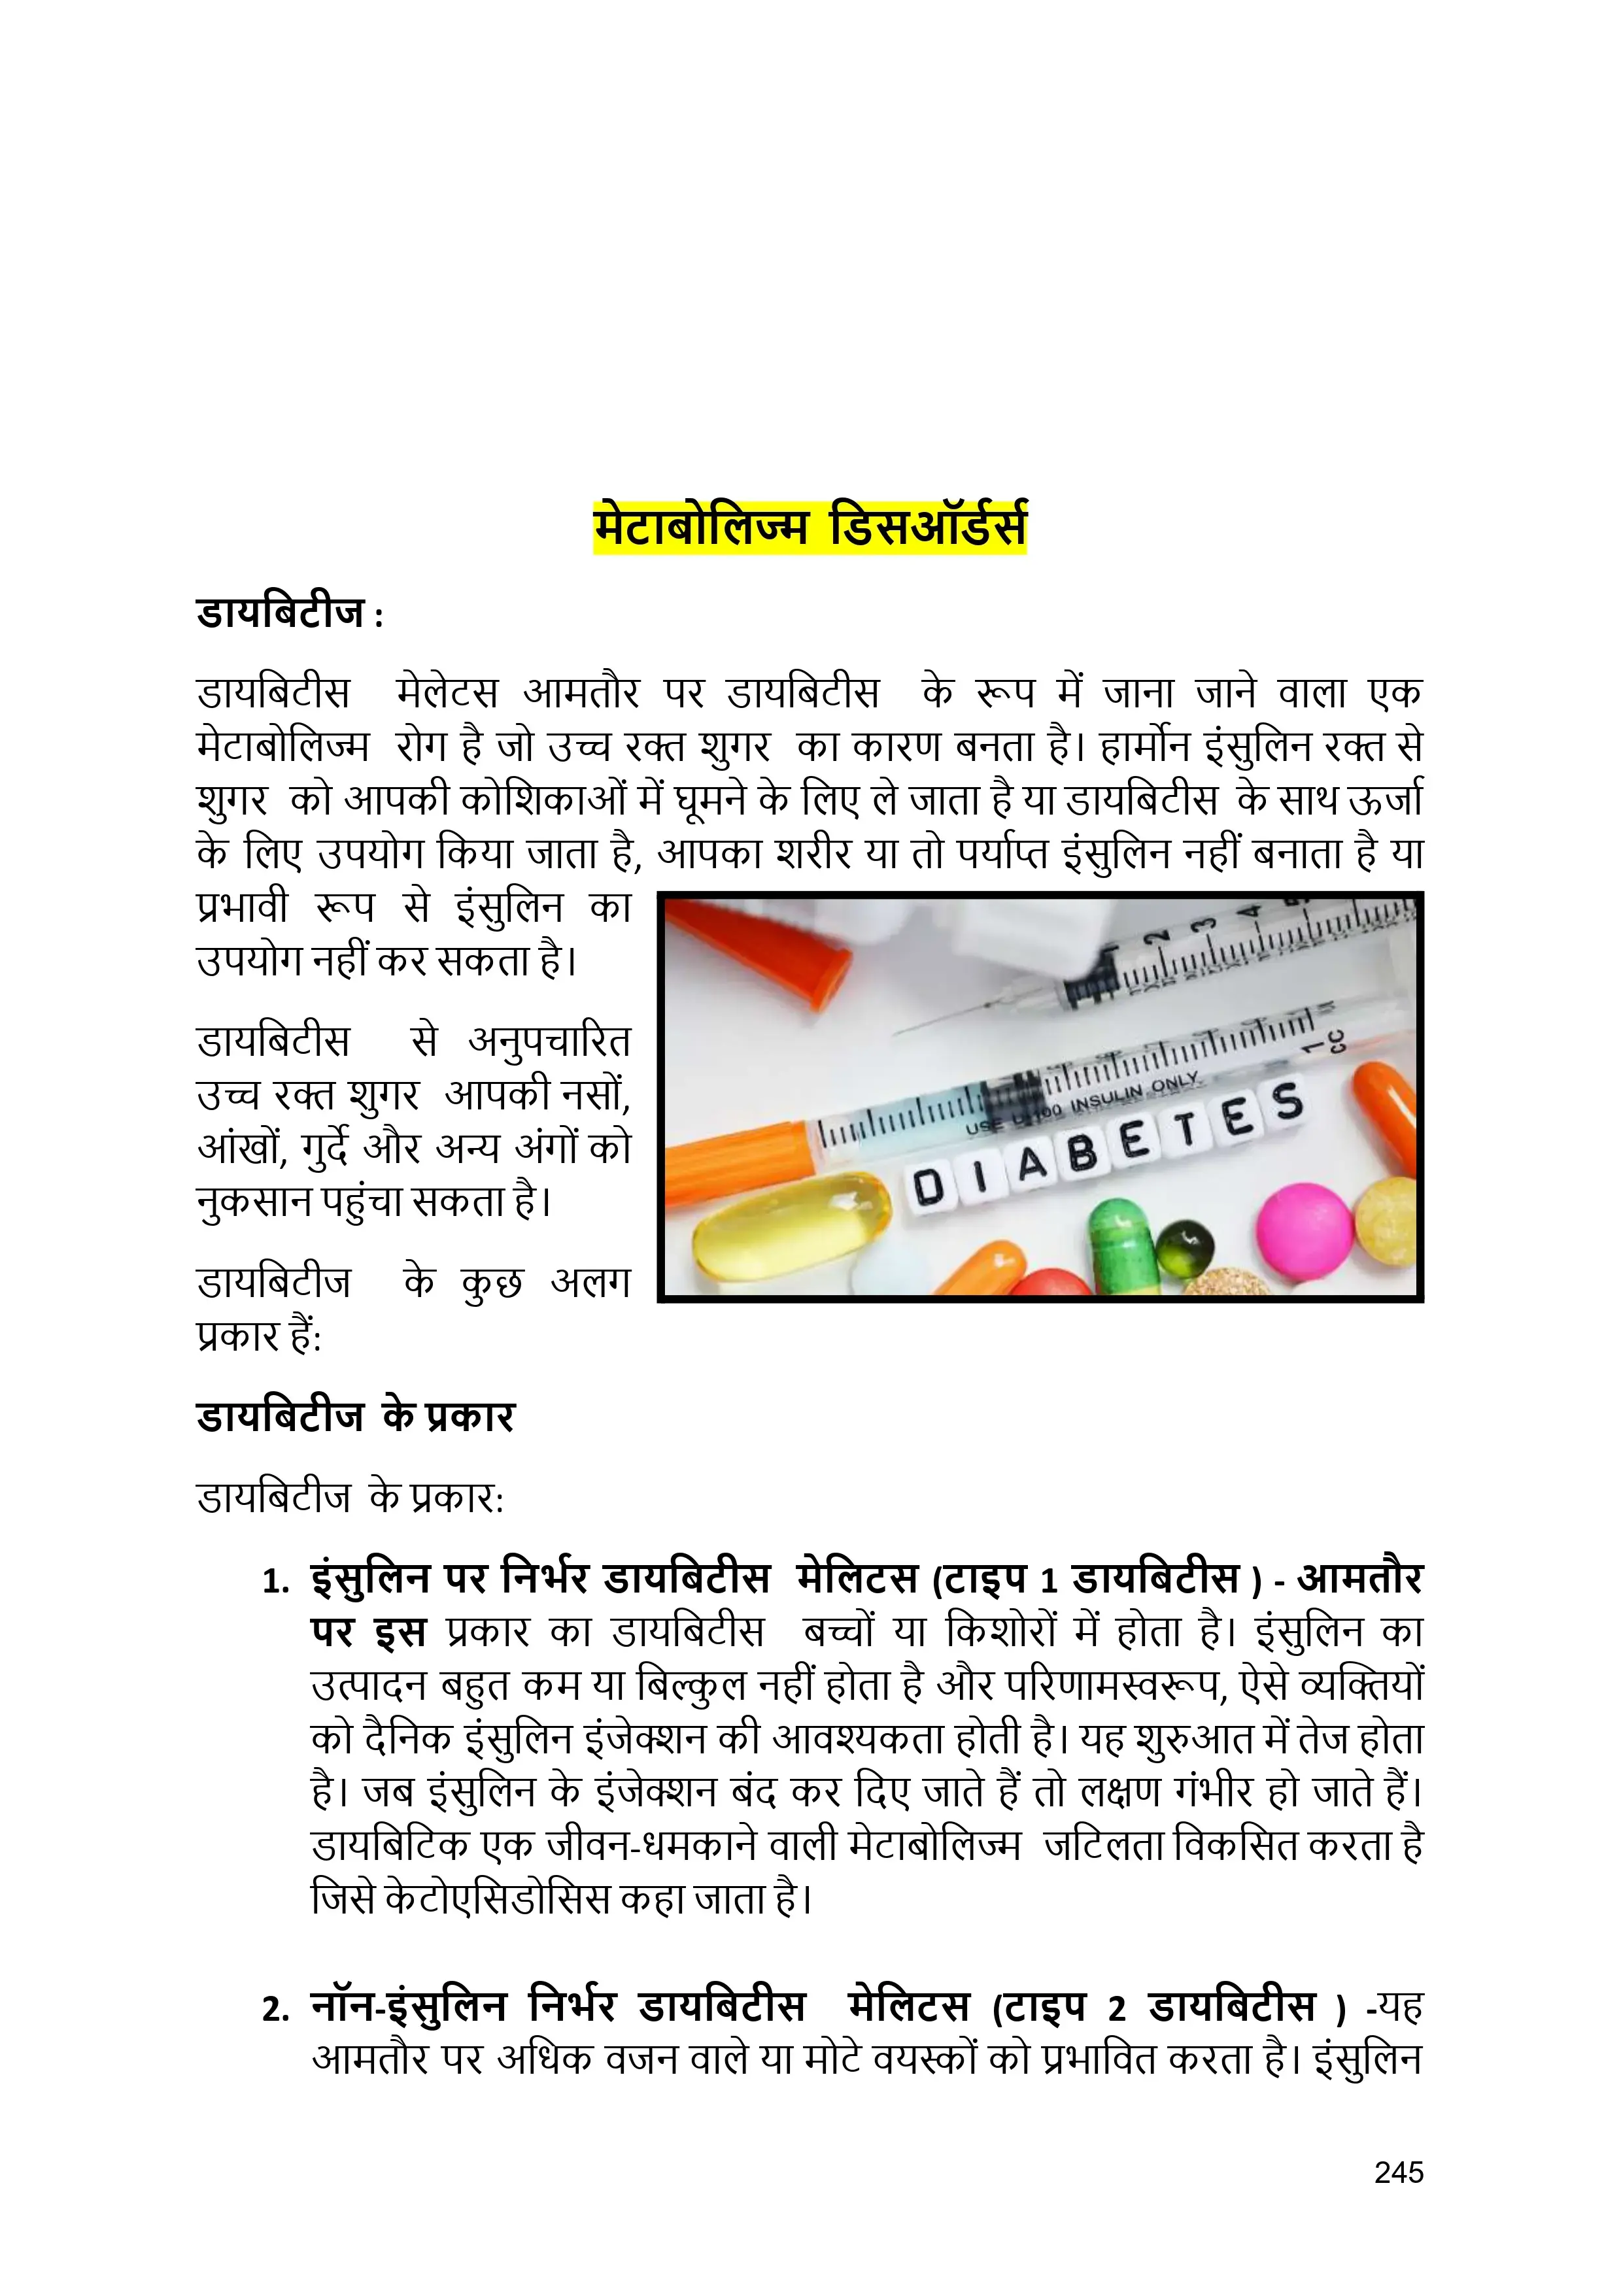 मेटाबोलिज्म डिसऑर्डर्स
डायबिटीज :
डायबिटीस मेलेटस आमतौर पर डायबिटीस के रूप में जाना जाने वाला एक
मेटाबोलिज्म रोग है जो उच्च रक्त शुगर का कारण बनता है। हार्मोन इंसुलिन रक्त से
शुगर को आपकी कोशिकाओं में घूमने के लिए ले जाता है या डायबिटीस के साथ ऊर्जा
के लिए उपयोग किया जाता है, आपका शरीर या तो पर्याप्त इंसुलिन नहीं बनाता है या
प्रभावी रूप से इंसुलिन का
उपयोग नहीं कर सकता है।
डायबिटीस से अनुपचारित
उच्च रक्त शुगर आपकी नसों,
आंखों, गुर्दे और अन्य अंगों को
नुकसान पहुंचा सकता है।
डायबिटीज के कुछ अलग
प्रकार हैं:
1 2 3 4
1 CC
INSULIN ONLY
DIABETES
डायबिटीज के प्रकार
डायबिटीज के प्रकार:
1. इंसुलिन पर निर्भर डायबिटीस मेलिटस (टाइप 1 डायबिटीस ) - आमतौर
पर इस प्रकार का डायबिटीस बच्चों या किशोरों में होता है। इंसुलिन का
उत्पादन बहुत कम या बिल्कुल नहीं होता है और परिणामस्वरूप, ऐसे व्यक्तियों
को दैनिक इंसुलिन इंजेक्शन की आवश्यकता होती है। यह शुरुआत में तेज होता
है। जब इंसुलिन के इंजेक्शन बंद कर दिए जाते हैं तो लक्षण गंभीर हो जाते हैं।
डायबिटिक एक जीवन-धमकाने वाली मेटाबोलिज्म जटिलता विकसित करता है
जिसे केटोएसिडोसिस कहा जाता है।
2. नॉन-इंसुलिन निर्भर डायबिटीस मेलिटस (टाइप 2 डायबिटीस ) -यह
आमतौर पर अधिक वजन वाले या मोटे वयस्कों को प्रभावित करता है। इंसुलिन
245